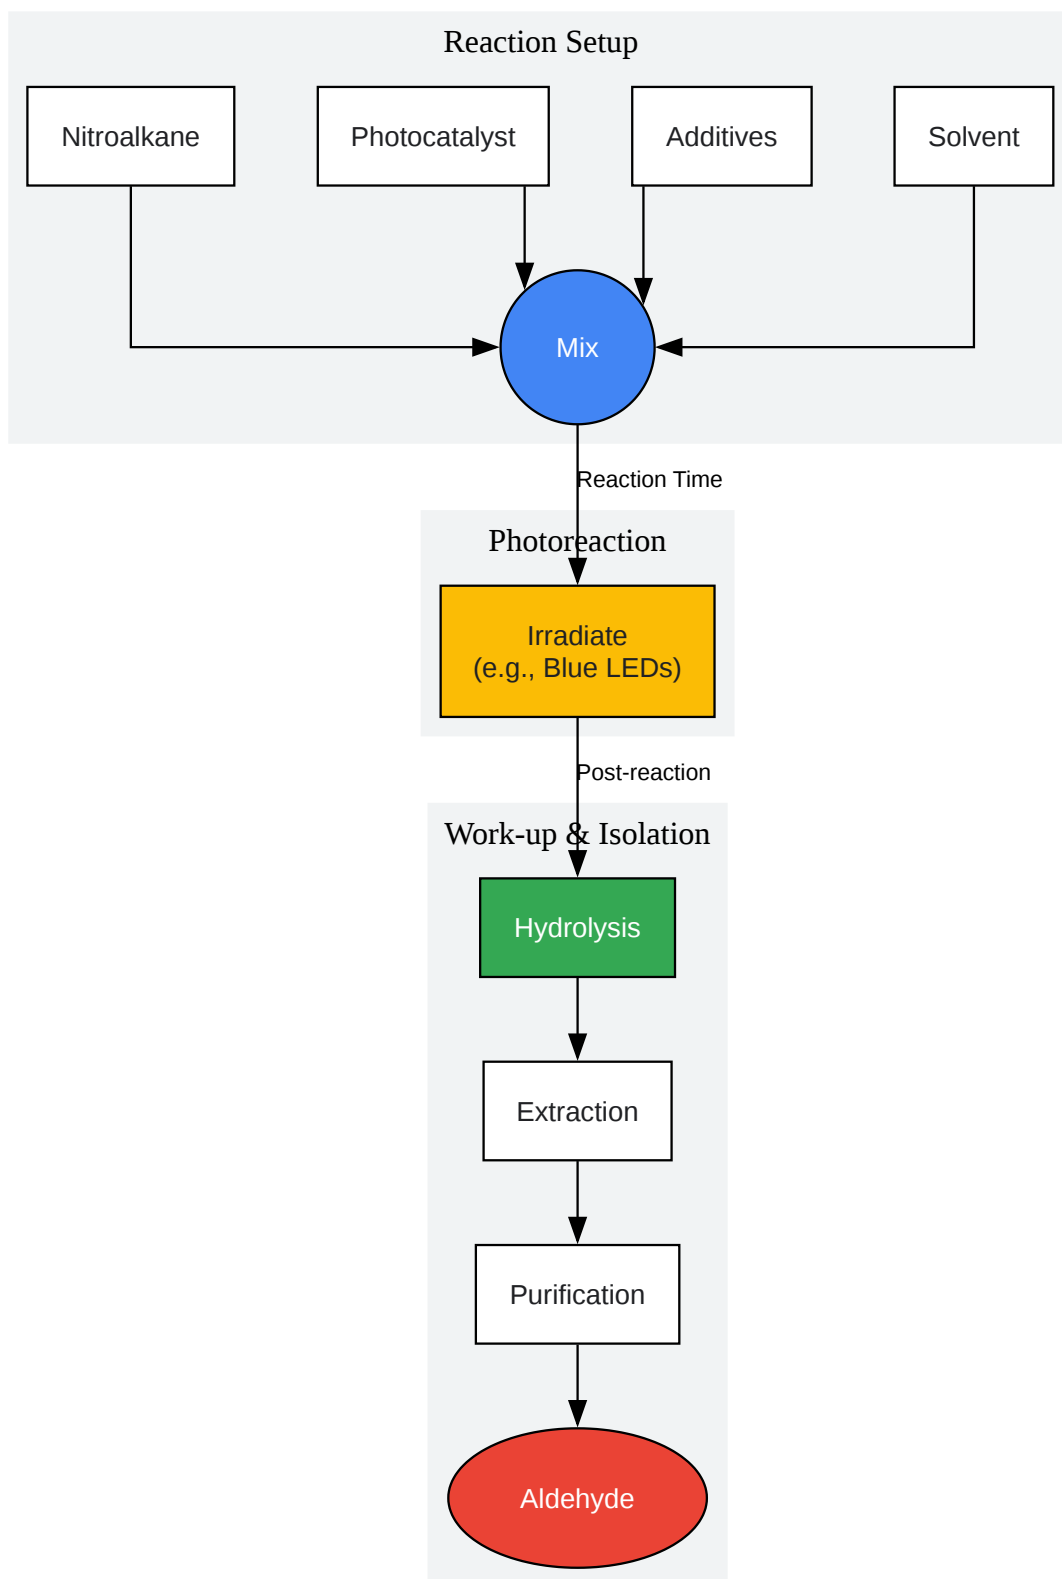 Reaction Setup
Nitroalkane
Photocatalyst
Additives
Solvent
Mix
Reaction Time
Photoreaction
Irradiate
(e.g., Blue LEDs)
Post-reaction
Work-up & Isolation
Hydrolysis
Extraction
Purification
Aldehyde